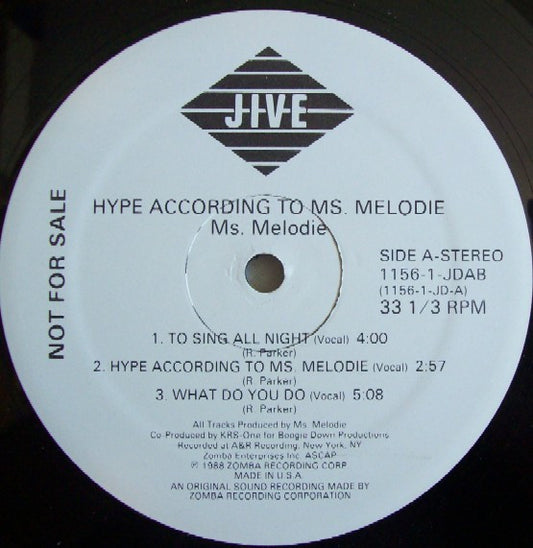 JIVE
HYPE ACCORDING TO MS. MELODIE
Ms. Melodie
NOT FOR SALE
SIDE A-STEREO
1156-1-JDAB
(1156-1-JD-A)
33 1/3 RPM
1. TO SING ALL NIGHT (Vocal) 4:00
(R. Parker)
2. HYPE ACCORDING TO MS. MELODIE (Vocal) 2:57
(R. Parker)
3. WHAT DO YOU DO (Vocal) 5:08
(R. Parker)
All Tracks Produced by Ms. Melodie
Co-Produced by KRS-One for Boogie Down Productions
Recorded at A&R Recording, New York, NY
Zomba Enterprises Inc. ASCAP
℗ 1988 ZOMBA RECORDING CORP.
MADE IN U.S.A
AN ORIGINAL SOUND RECORDING MADE BY
ZOMBA RECORDING CORPORATION